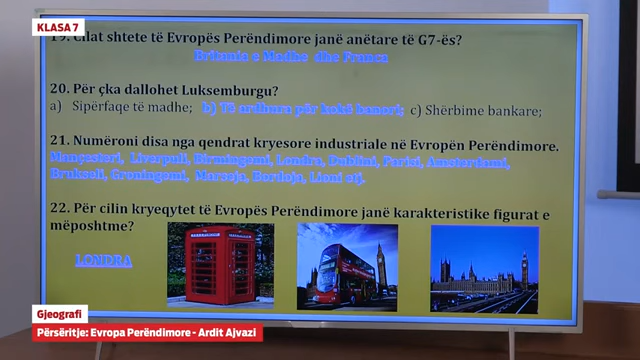 KLASA 7
19. Cilat shtete të Evropës Perëndimore janë anëtare të G7-ës?
Britania e Madhe dhe Franca
20. Për çka dallohet Luksemburgu?
a) Sipërfaqe të madhe; b) Të ardhura për kokë banori; c) Shërbime bankare;
21. Numëroni disa nga qendrat kryesore industriale në Evropën Perëndimore.
Mançesteri, Liverpuli, Birmingemi, Londra, Dublini, Parisi, Amsterdami,
Brukseli, Groningemi, Marseja, Bordoja, Lioni etj.
22. Për cilin kryeqytet të Evropës Perëndimore janë karakteristike figurat e
mëposhtme?
LONDRA
Gjeografi
Përsëritje: Evropa Perëndimore - Ardit Ajvazi